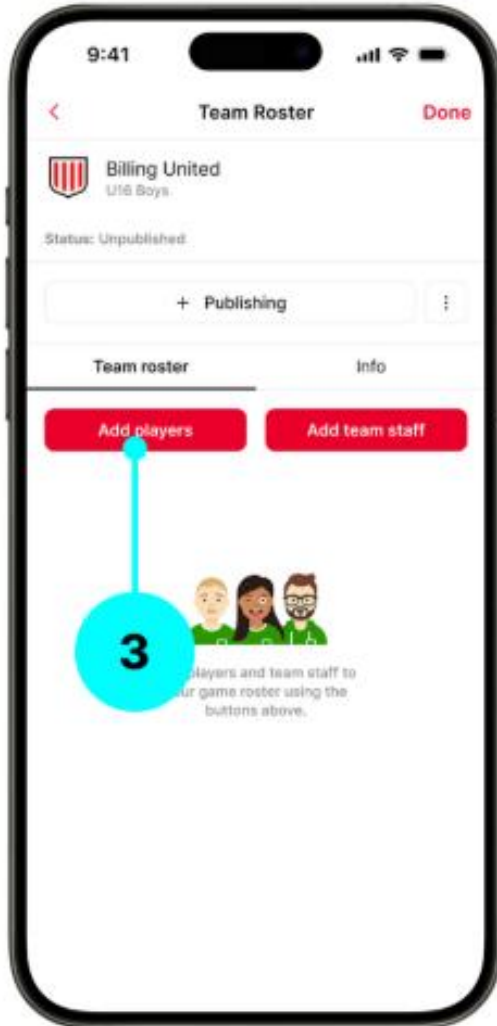 9:41
Team Roster
Done
Billing United
U16 Boys
Status: Unpublished
+ Publishing
Team roster
Info
Add players
Add team staff
3
players and team staff to
game roster using the
buttons above.